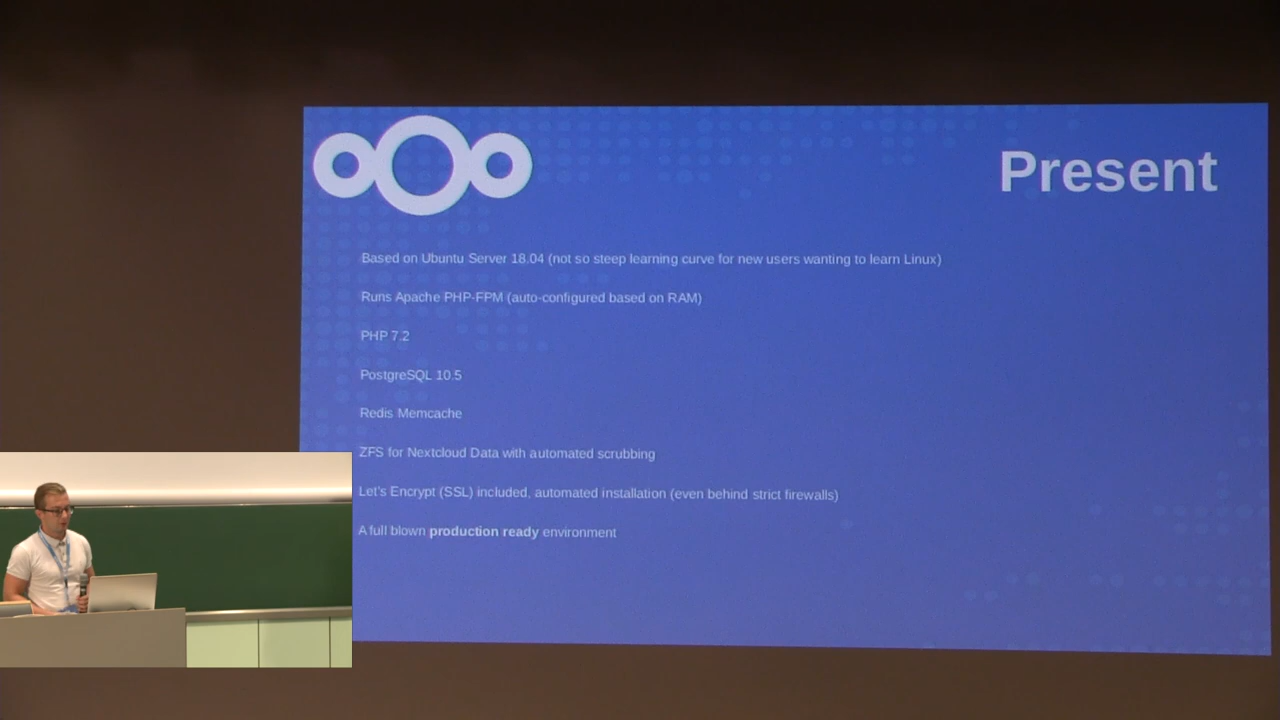 Present
Based on Ubuntu Server 18.04 (not so steep learning curve for new users wanting to learn Linux)
Runs Apache PHP-FPM (auto-configured based on RAM)
PHP 7.2
PostgreSQL 10.5
Redis Memcache
ZFS for Nextcloud Data with automated scrubbing
Let's Encrypt (SSL) included, automated installation (even behind strict firewalls)
A full blown production ready environment